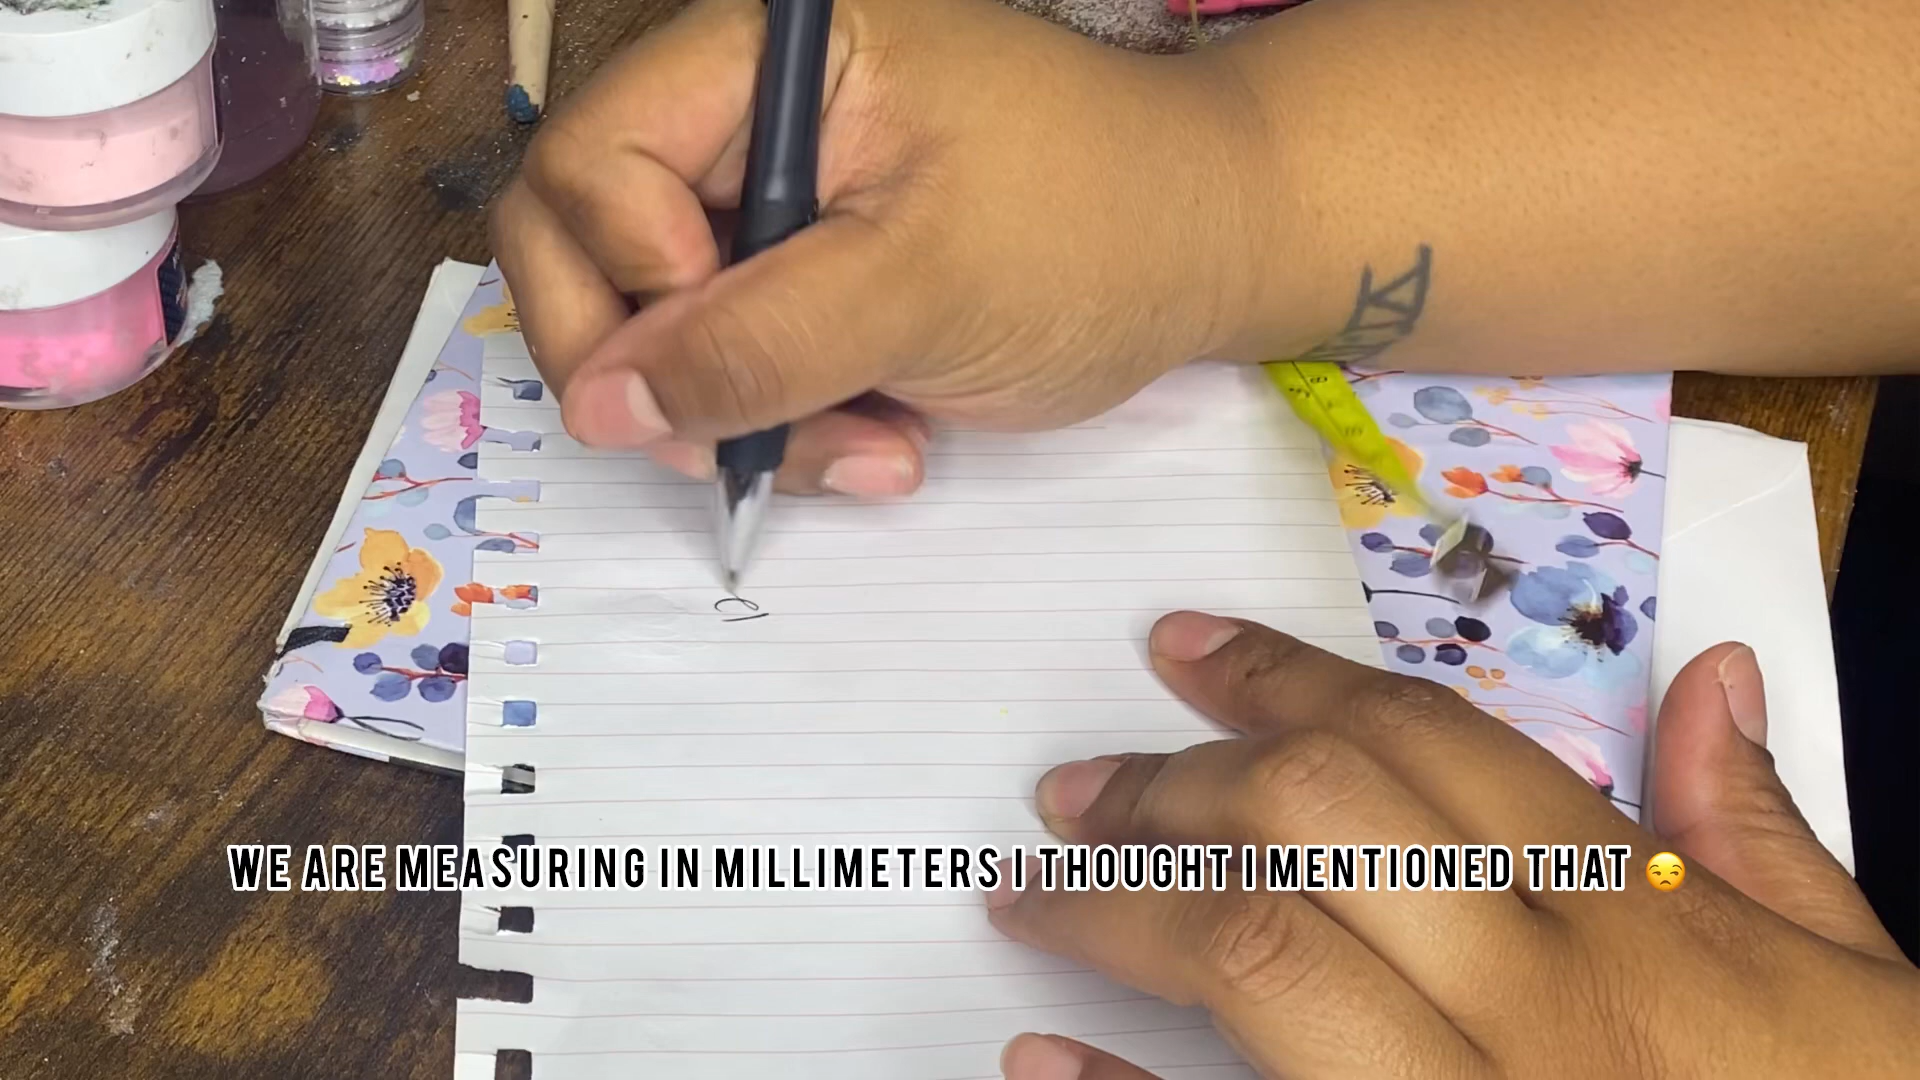 WE ARE MEASURING IN MILLIMETERS I THOUGHT I MENTIONED THAT 😒